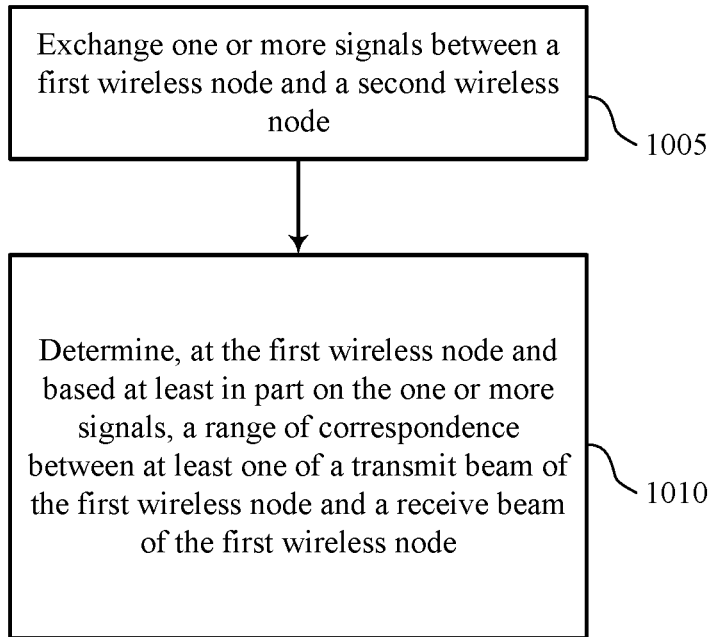 Exchange one or more signals between a
first wireless node and a second wireless
node
1005
Determine, at the first wireless node and
based at least in part on the one or more
signals, a range of correspondence
between at least one of a transmit beam of
the first wireless node and a receive beam
of the first wireless node
1010